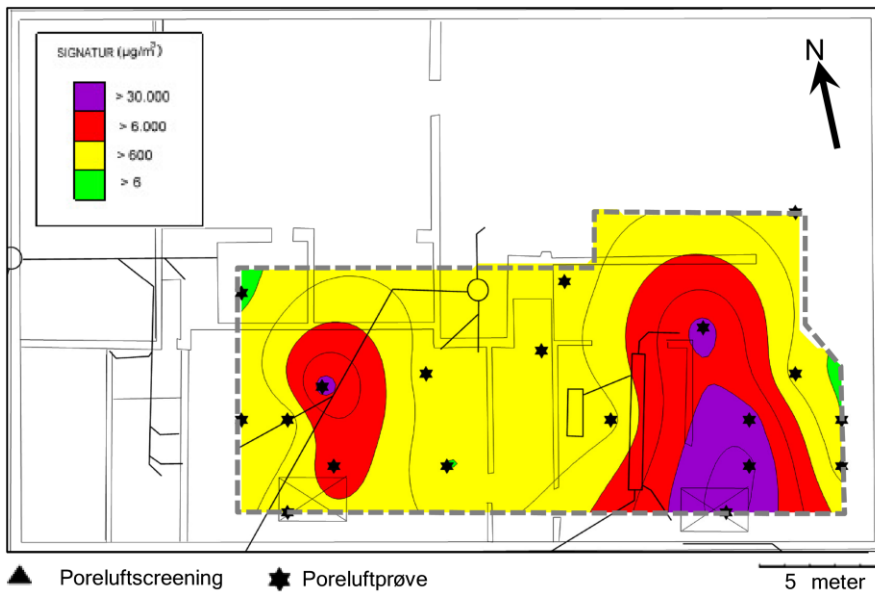 SIGNATUR (µg/m³)
> 30.000
> 6.000
> 600
> 6
N
Poreluftscreening
Poreluftprøve
5 meter